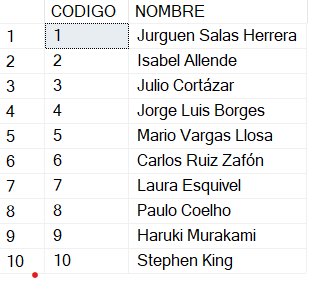 CODIGO NOMBRE
1 1 Jurguen Salas Herrera
2 2 Isabel Allende
3 3 Julio Cortázar
4 4 Jorge Luis Borges
5 5 Mario Vargas Llosa
6 6 Carlos Ruiz Zafón
7 7 Laura Esquivel
8 8 Paulo Coelho
9 9 Haruki Murakami
10 10 Stephen King